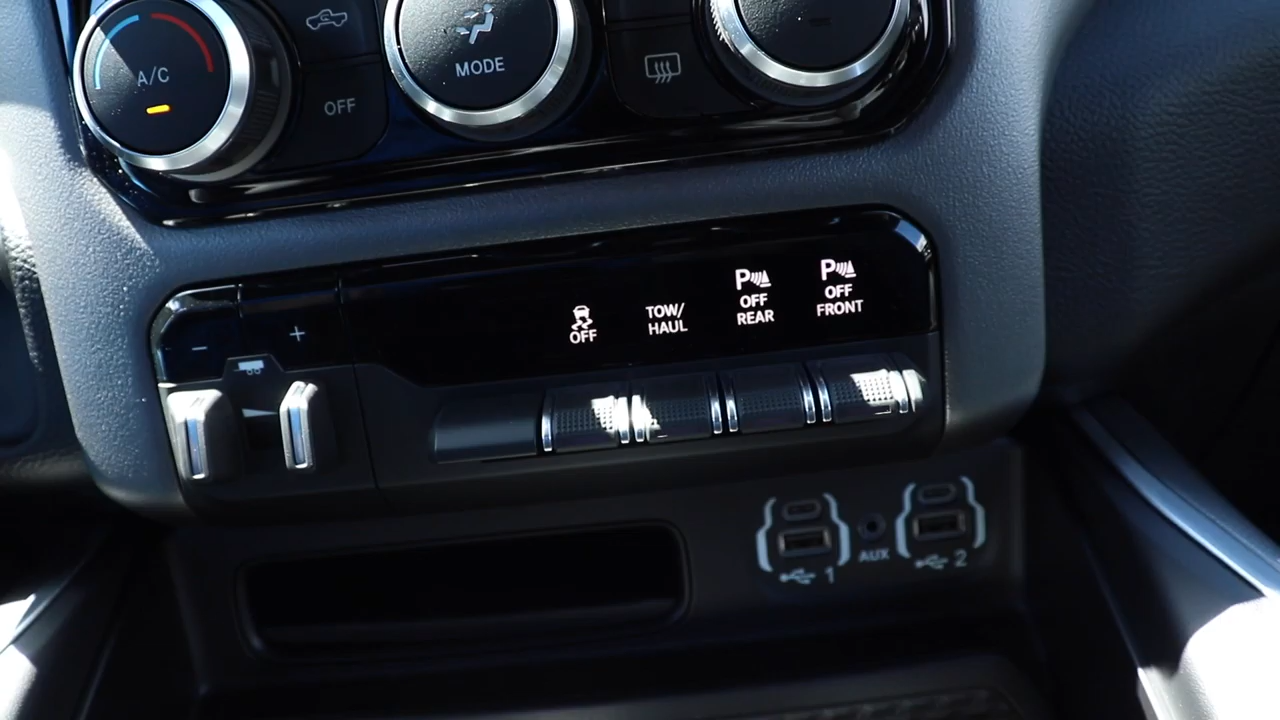 A/C
MODE
OFF
- +
OFF
TOW/
HAUL
P
OFF
REAR
P
OFF
FRONT
1
AUX
2